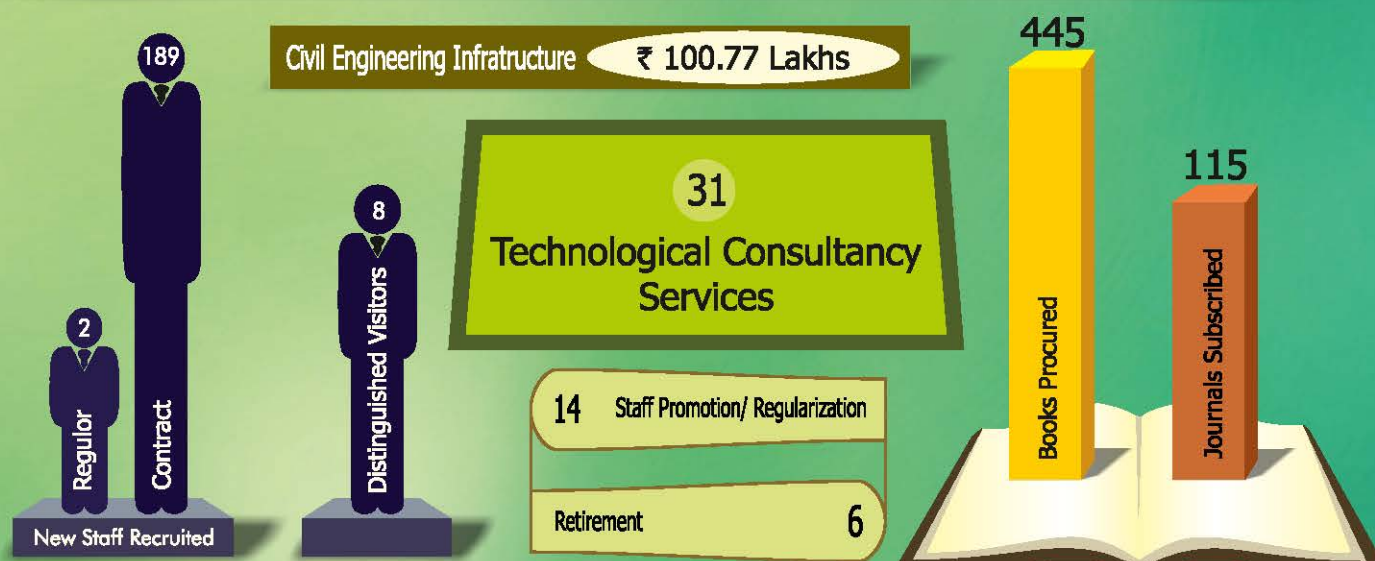 189
2
Regulor
Contract
New Staff Recruited
Civil Engineering Infratructure ₹ 100.77 Lakhs
8
Distinguished Visitors
31
Technological Consultancy
Services
14 Staff Promotion/ Regularization
Retirement 6
445
Books Procured
115
Journals Subscribed